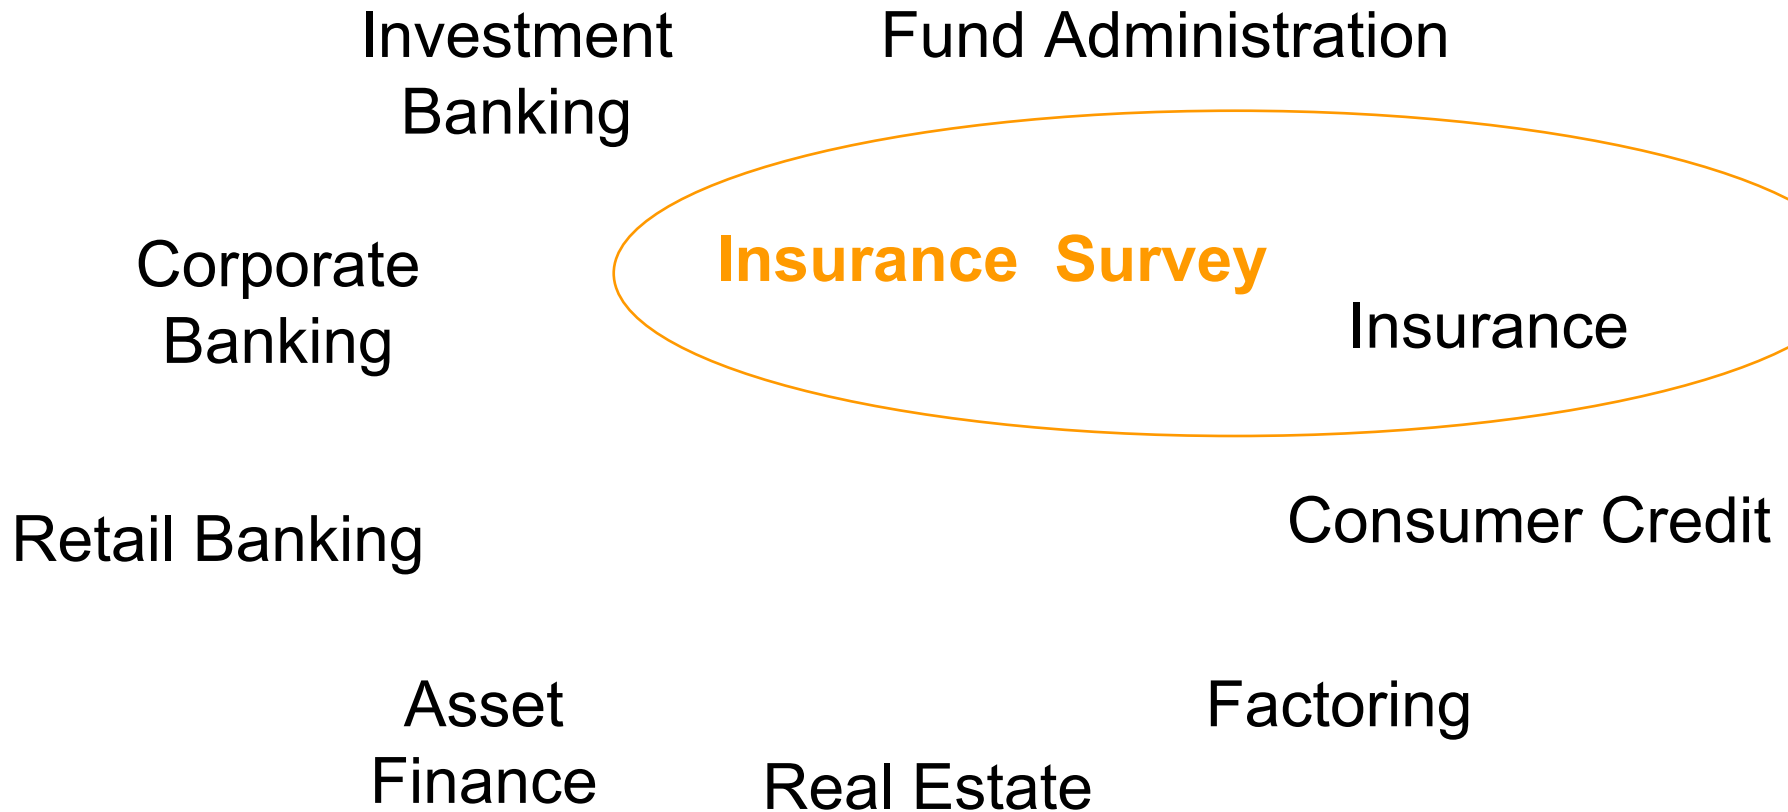 Investment
Banking
Fund Administration
Corporate
Banking
Insurance  Survey
Insurance
Retail Banking
Consumer Credit
Asset
Finance
Factoring
Real Estate